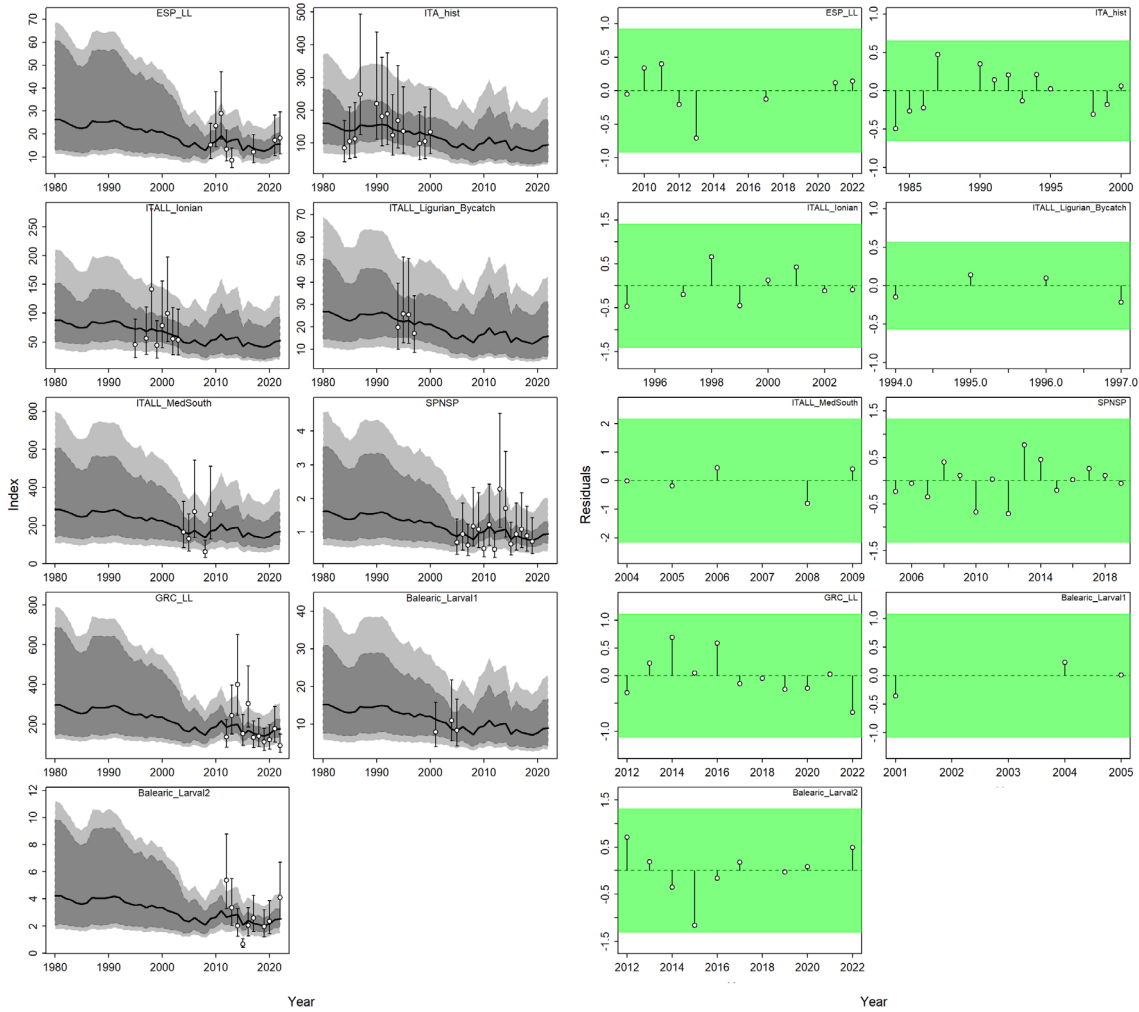 ESP_LL
10 20 30 40 50 60 70
1980 1990 2000 2010 2020
ITA_hist
100 200 300 400 500
1980 1990 2000 2010 2020
ESP_LL
-1.0 -0.5 0.0 0.5 1.0
2010 2012 2014 2016 2018 2020 2022
ITA_hist
-1.0 -0.5 0.0 0.5 1.0
1985 1990 1995 2000
ITALL_Ionian
50 100 150 200 250
1980 1990 2000 2010 2020
ITALL_Ligurian_Bycatch
10 20 30 40 50 60 70
1980 1990 2000 2010 2020
ITALL_Ionian
-1.5 -0.5 0.5 1.5
1996 1998 2000 2002
ITALL_Ligurian_Bycatch
-1.0 -0.5 0.0 0.5 1.0
1994.0 1995.0 1996.0 1997.0
ITALL_MedSouth
0 200 400 600 800
1980 1990 2000 2010 2020
SPNSP
1 2 3 4
1980 1990 2000 2010 2020
ITALL_MedSouth
-2 -1 0 1 2
2004 2005 2006 2007 2008 2009
SPNSP
-1.5 -0.5 0.5 1.5
2006 2010 2014 2018
Index
Residuals
GRC_LL
200 400 600 800
1980 1990 2000 2010 2020
Balearic_Larval1
10 20 30 40
1980 1990 2000 2010 2020
GRC_LL
-1.0 0.0 0.5 1.0
2012 2014 2016 2018 2020 2022
Balearic_Larval1
-1.0 -0.5 0.0 0.5 1.0
2001 2002 2003 2004 2005
Balearic_Larval2
0 2 4 6 8 10 12
1980 1990 2000 2010 2020
Balearic_Larval2
-1.5 -0.5 0.5 1.5
2012 2014 2016 2018 2020 2022
Year
Year